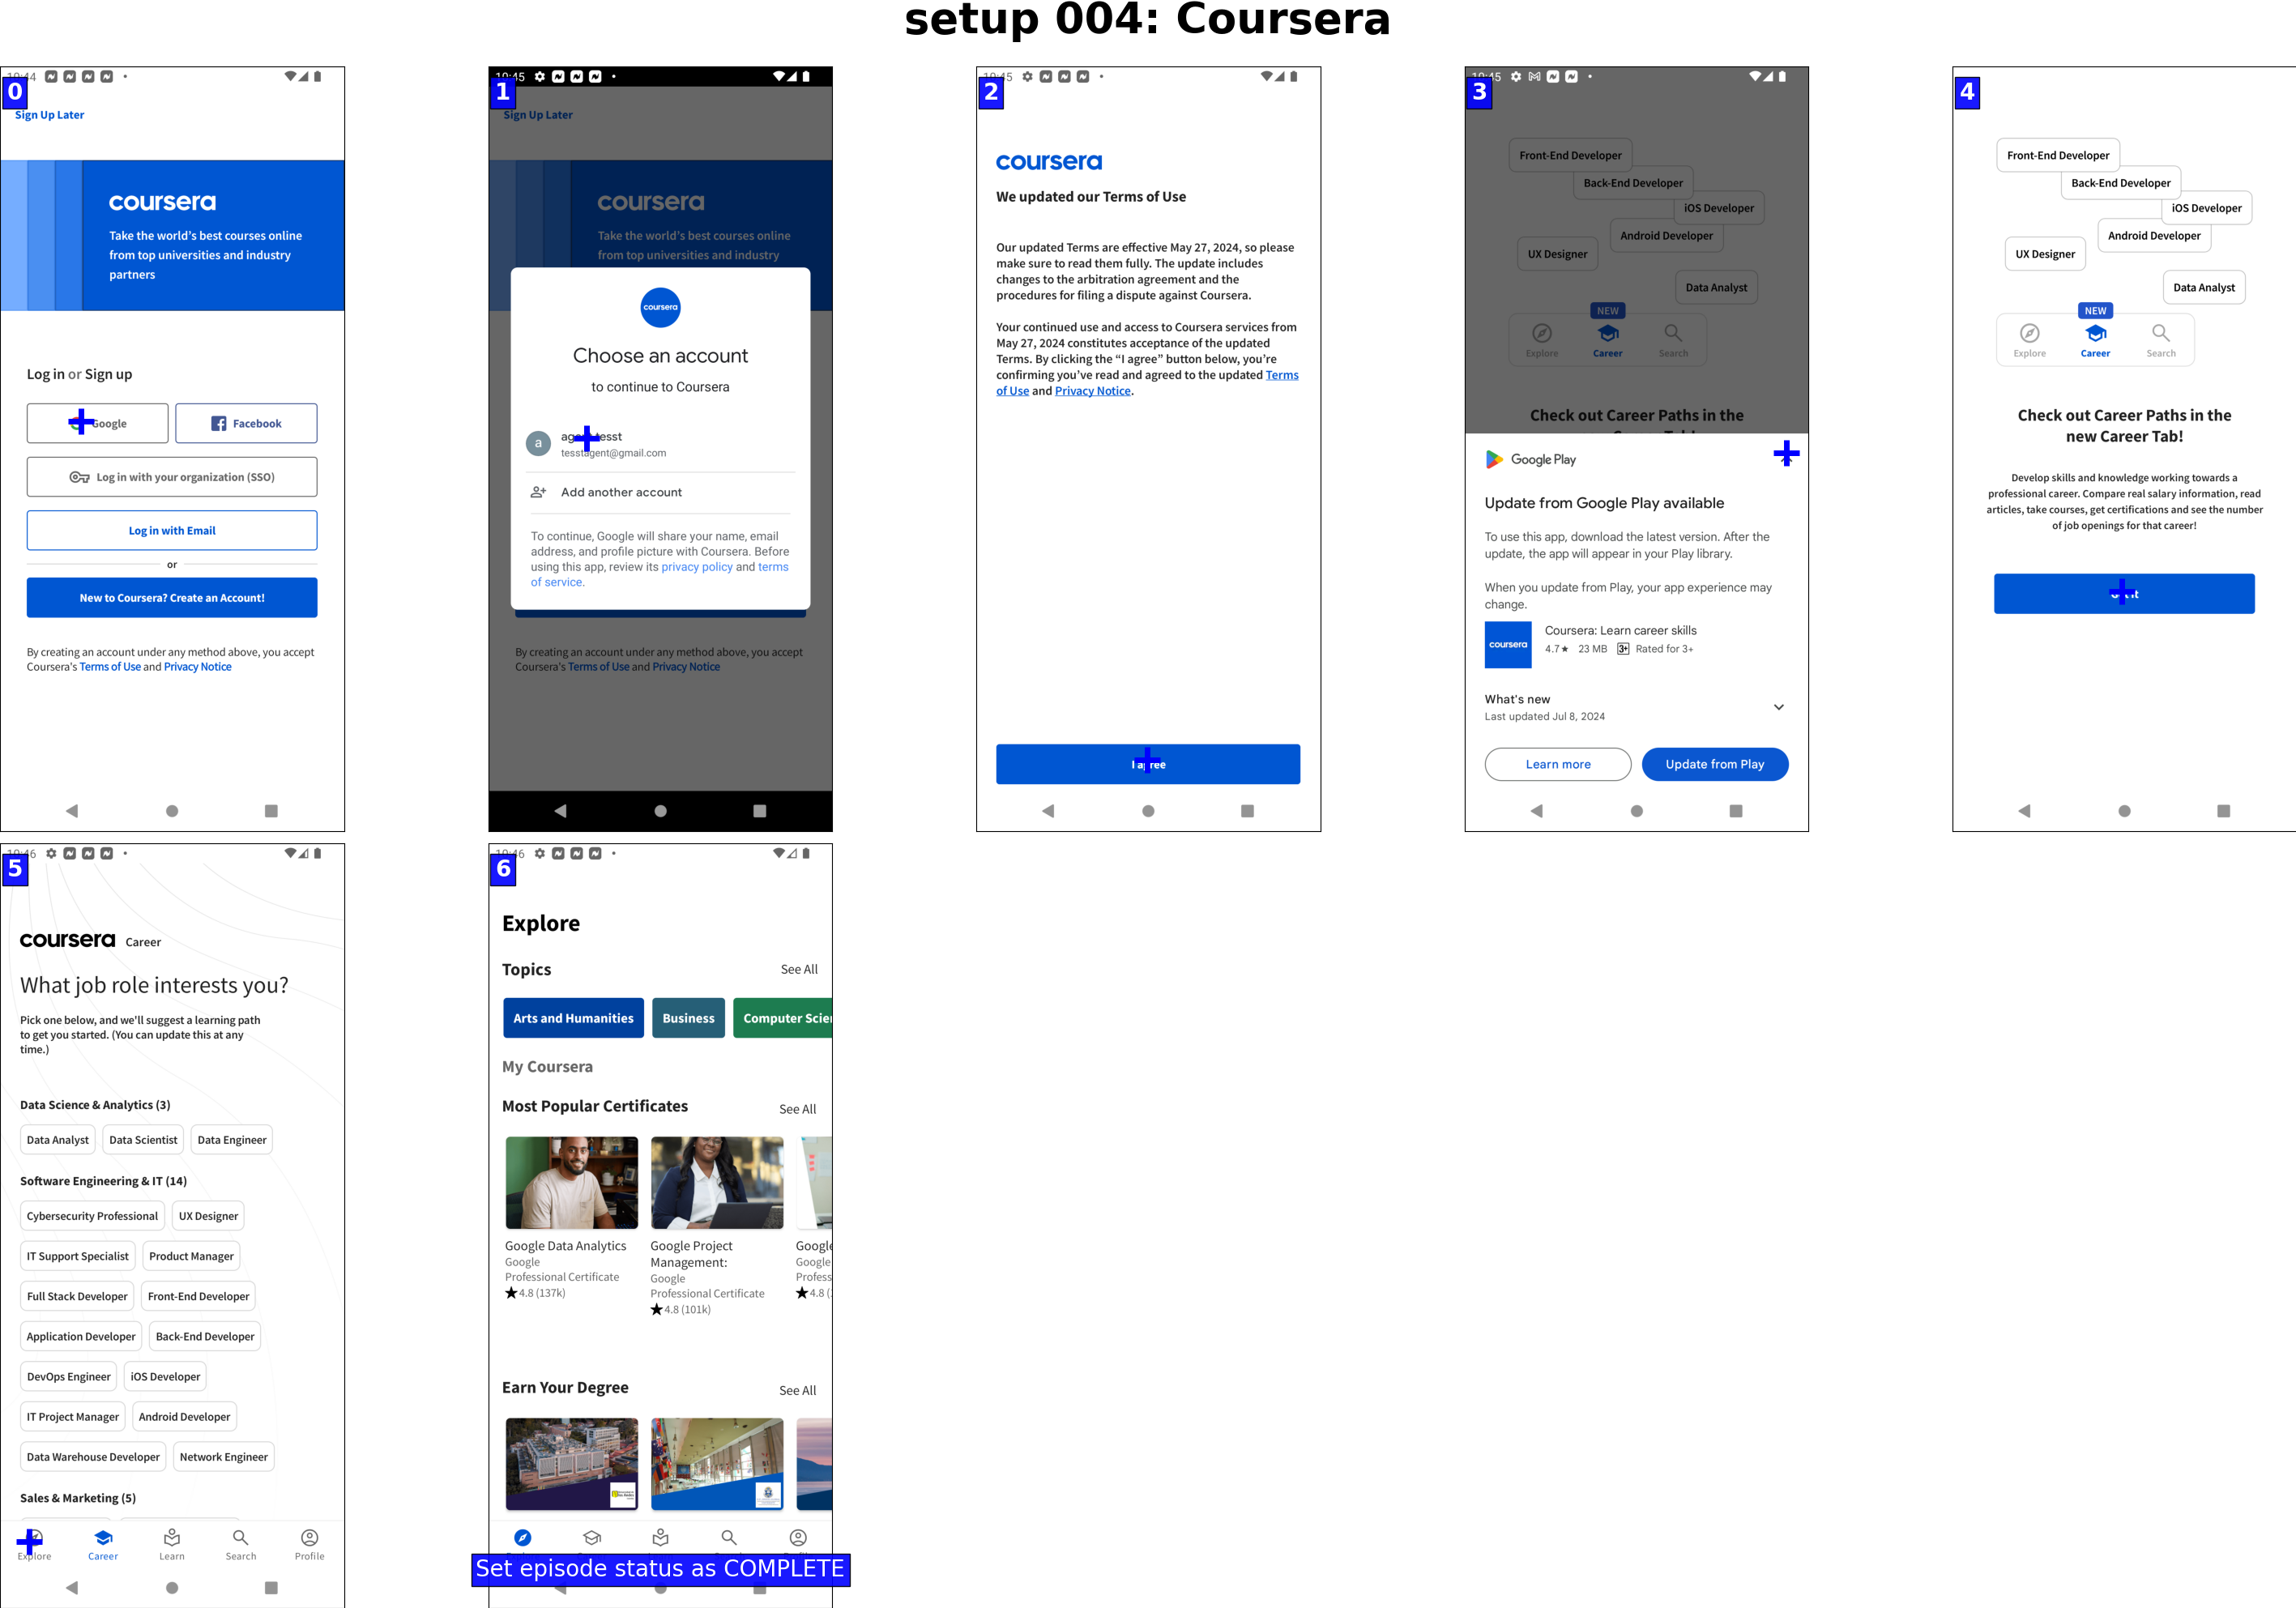 setup 004: Coursera
0
Sign Up Later
coursera
Take the world's best courses online
from top universities and industry
partners
Log in or Sign up
Google
Facebook
Log in with your organization (SSO)
Log in with Email
or
New to Coursera? Create an Account!
By creating an account under any method above, you accept
Coursera's Terms of Use and Privacy Notice
1
Sign Up Later
coursera
Take the world's best courses online
from top universities and industry
coursera
Choose an account
to continue to Coursera
a
tesst
tesstagent@gmail.com
Add another account
To continue, Google will share your name, email
address, and profile picture with Coursera. Before
using this app, review its privacy policy and terms
of service.
By creating an account under any method above, you accept
Coursera's Terms of Use and Privacy Notice
2
coursera
We updated our Terms of Use
Our updated Terms are effective May 27, 2024, so please
make sure to read them fully. The update includes
changes to the arbitration agreement and the
procedures for filing a dispute against Coursera.
Your continued use and access to Coursera services from
May 27, 2024 constitutes acceptance of the updated
Terms. By clicking the “I agree” button below, you’re
confirming you’ve read and agreed to the updated Terms
of Use and Privacy Notice.
I agree
3
Front-End Developer
Back-End Developer
iOS Developer
Android Developer
UX Designer
Data Analyst
NEW
Explore
Career
Search
Check out Career Paths in the
Google Play
Update from Google Play available
To use this app, download the latest version. After the
update, the app will appear in your Play library.
When you update from Play, your app experience may
change.
coursera
Coursera: Learn career skills
4.7★ 23 MB 3+ Rated for 3+
What's new
Last updated Jul 8, 2024
Learn more
Update from Play
4
Front-End Developer
Back-End Developer
iOS Developer
Android Developer
UX Designer
Data Analyst
NEW
Explore
Career
Search
Check out Career Paths in the
new Career Tab!
Develop skills and knowledge working towards a
professional career. Compare real salary information, read
articles, take courses, get certifications and see the number
of job openings for that career!
5
coursera Career
What job role interests you?
Pick one below, and we'll suggest a learning path
to get you started. (You can update this at any
time.)
Data Science & Analytics (3)
Data Analyst
Data Scientist
Data Engineer
Software Engineering & IT (14)
Cybersecurity Professional
UX Designer
IT Support Specialist
Product Manager
Full Stack Developer
Front-End Developer
Application Developer
Back-End Developer
DevOps Engineer
iOS Developer
IT Project Manager
Android Developer
Data Warehouse Developer
Network Engineer
Sales & Marketing (5)
Explore
Career
Learn
Search
Profile
6
Explore
Topics
See All
Arts and Humanities
Business
Computer Scien
My Coursera
Most Popular Certificates
See All
Google Data Analytics
Google
Professional Certificate
★4.8 (137k)
Google Project
Management:
Google
Professional Certificate
★4.8 (101k)
Google
Google
Profess
★4.8 (
Earn Your Degree
See All
Set episode status as COMPLETE